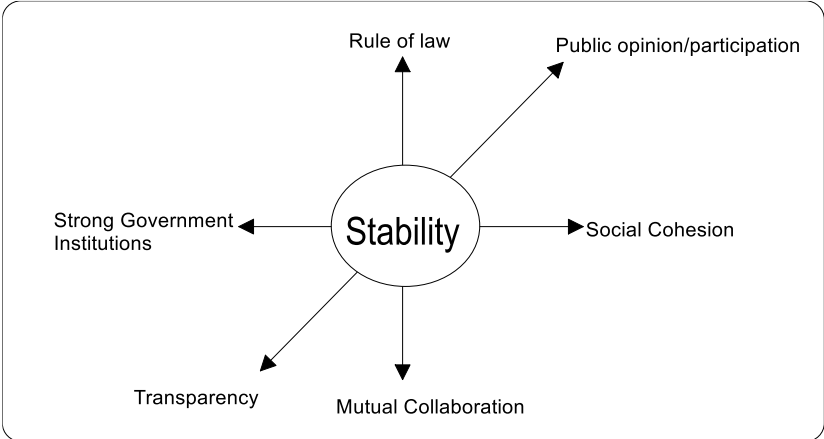 Rule of law
Public opinion/participation
Strong Government
Institutions
Stability
Social Cohesion
Transparency
Mutual Collaboration